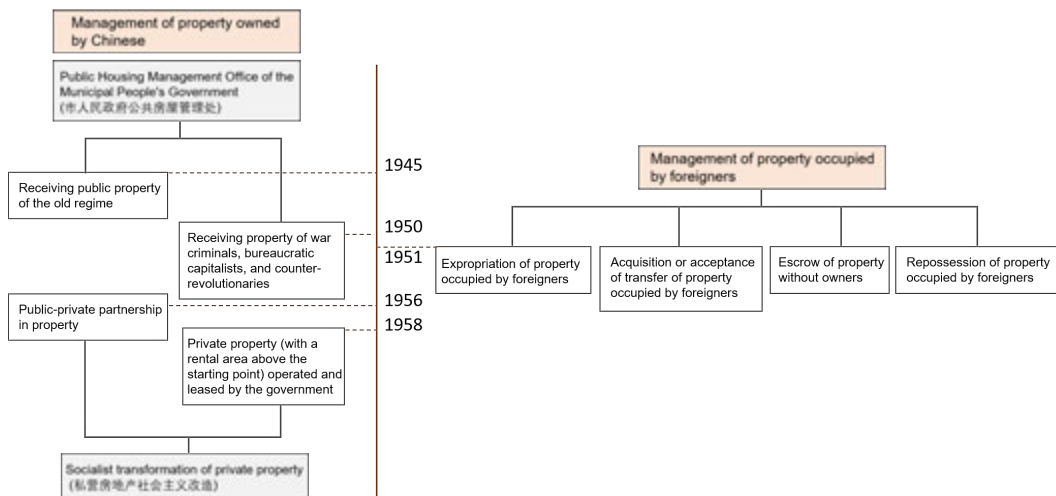 Management of property owned
by Chinese
Public Housing Management Office of the
Municipal People's Government
(市人民政府公共房屋管理处)
1945
Receiving public property
of the old regime
1950
Receiving property of war
criminals, bureaucratic
capitalists, and counter-
revolutionaries
1951
1956
Public-private partnership
in property
1958
Private property (with a
rental area above the
starting point) operated and
leased by the government
Socialist transformation of private property
(私营房地产社会主义改造)
Management of property occupied
by foreigners
Expropriation of property
occupied by foreigners
Acquisition or acceptance
of transfer of property
occupied by foreigners
Escrow of property
without owners
Repossession of property
occupied by foreigners